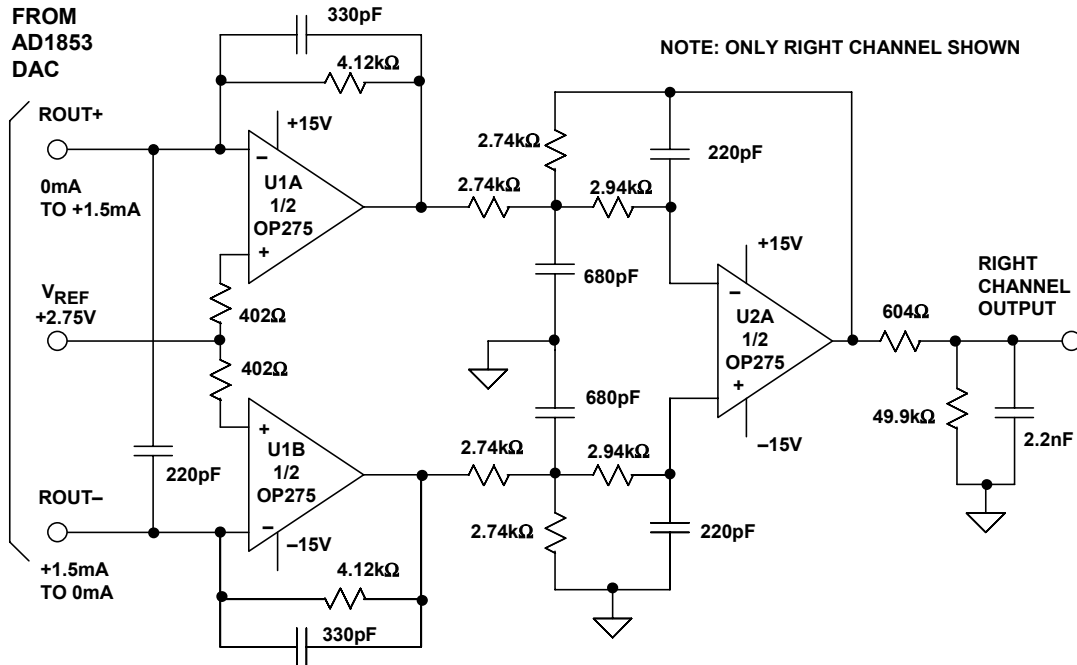 FROM
AD1853
DAC
330pF
4.12kΩ
NOTE: ONLY RIGHT CHANNEL SHOWN
ROUT+
0mA
TO +1.5mA
+15V
−
U1A
1/2
OP275
+
2.74kΩ
220pF
2.74kΩ
2.94kΩ
VREF
+2.75V
402Ω
402Ω
680pF
680pF
+15V
−
U2A
1/2
OP275
+
−15V
604Ω
RIGHT
CHANNEL
OUTPUT
49.9kΩ
2.2nF
220pF
+
U1B
1/2
OP275
−
−15V
2.74kΩ
2.94kΩ
2.74kΩ
220pF
ROUT–
+1.5mA
TO 0mA
4.12kΩ
330pF